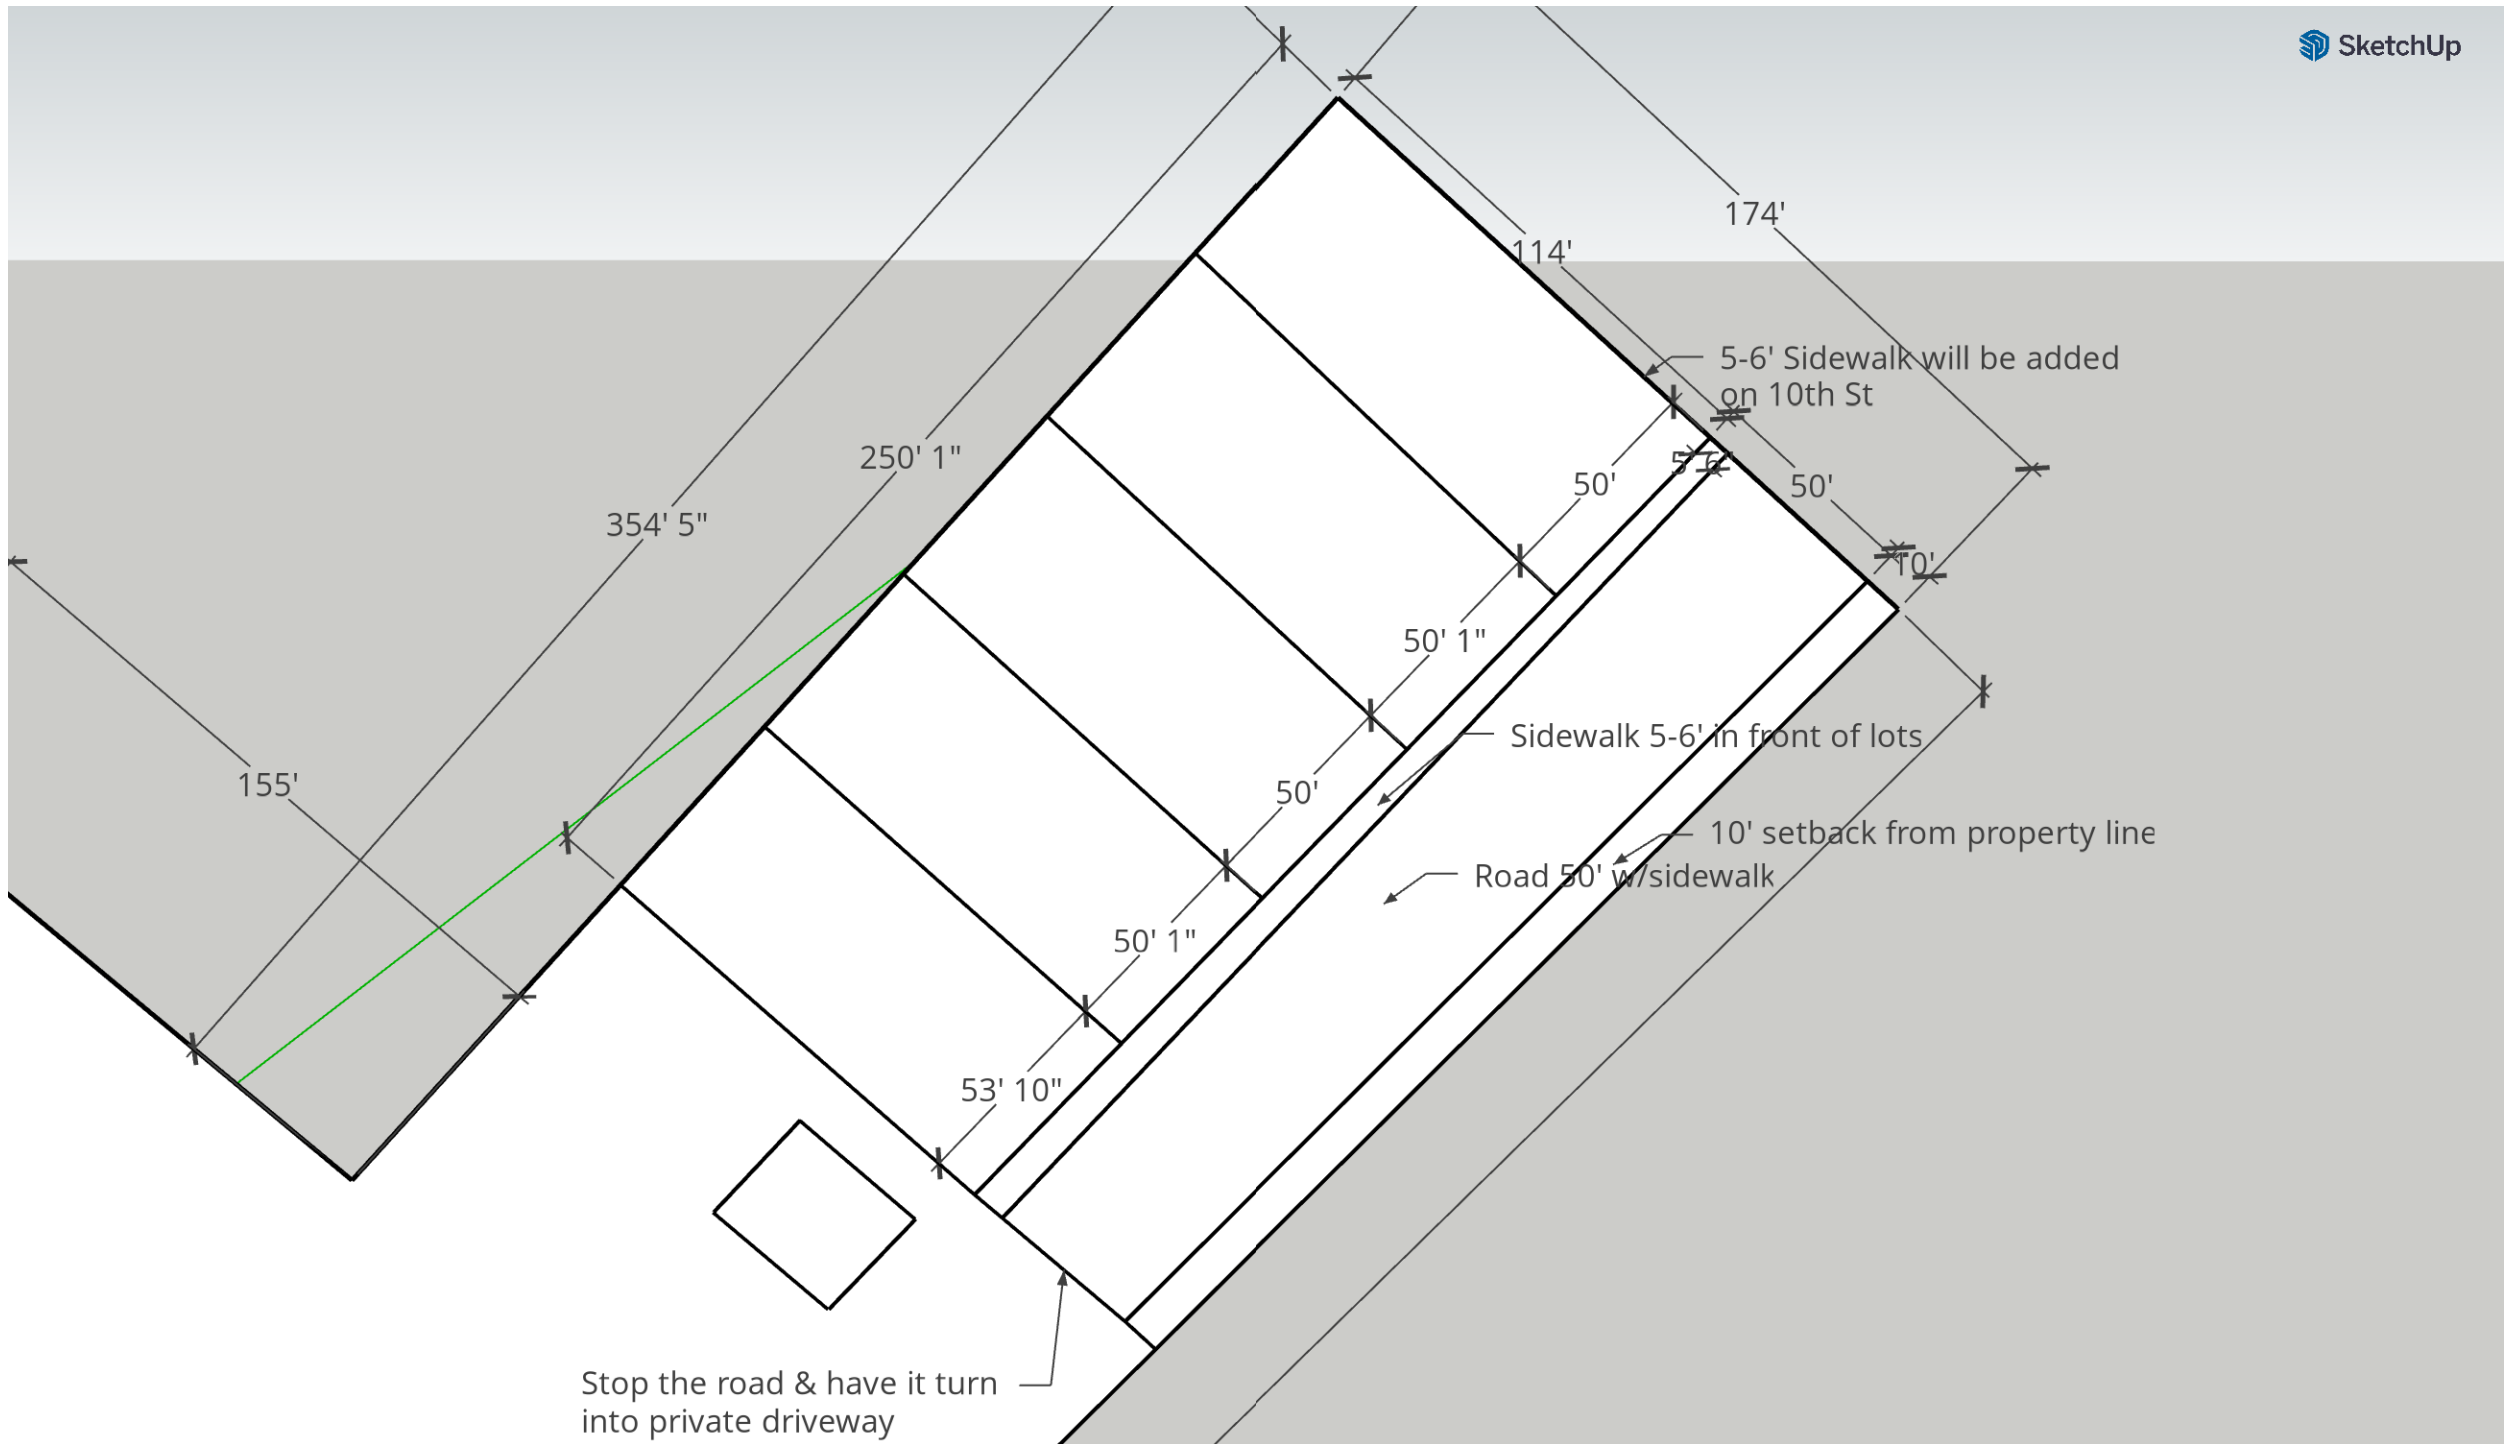 SketchUp
174'
114'
5-6' Sidewalk will be added
on 10th St
250' 1"
5' 6"
50'
50'
354' 5"
10'
50' 1"
Sidewalk 5-6' in front of lots
155'
50'
10' setback from property line
Road 50' w/sidewalk
50' 1"
53' 10"
Stop the road & have it turn
into private driveway